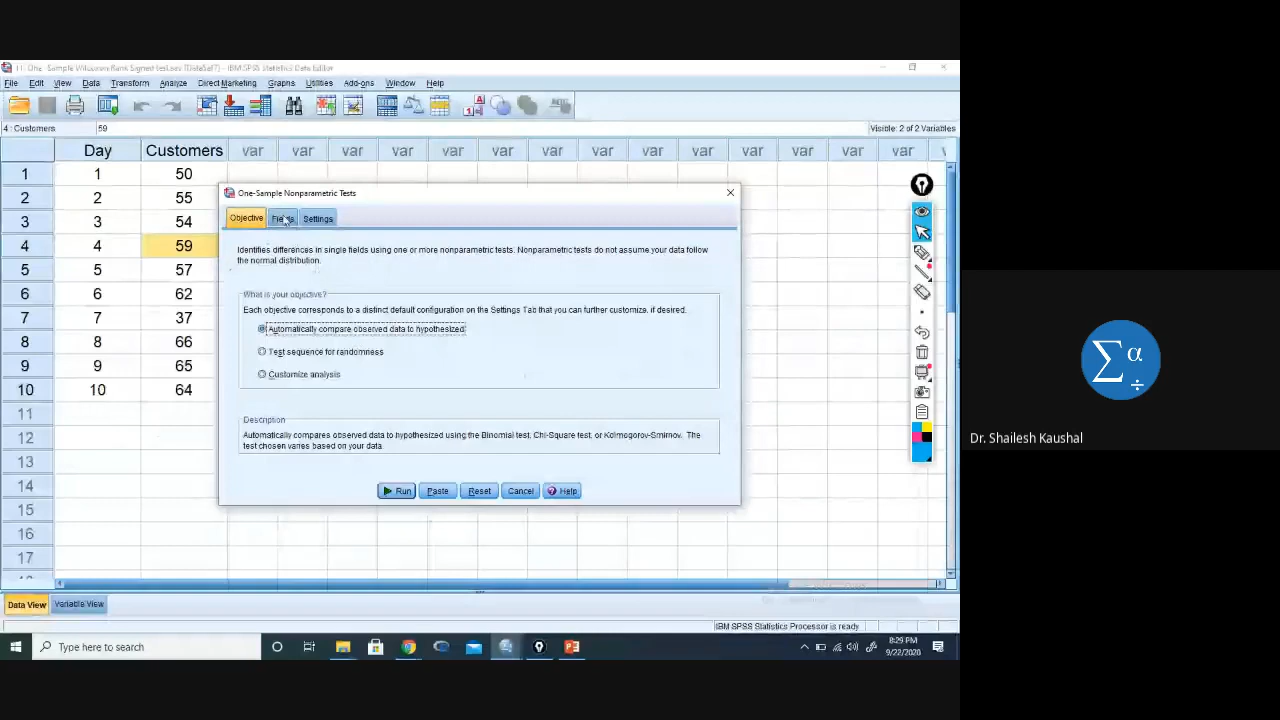 11. One-Sample Wilcoxon Rank Signed test.sav [DataSet7] - IBM SPSS Statistics Data Editor
File Edit View Data Transform Analyze Direct Marketing Graphs Utilities Add-ons Window Help
4 : Customers 59 Visible: 2 of 2 Variables
Day Customers var var var var var var var var var var var var var var
1 1 50
2 2 55
3 3 54
4 4 59
5 5 57
6 6 62
7 7 37
8 8 66
9 9 65
10 10 64
11
12
13
14
15
16
17
One-Sample Nonparametric Tests
Objective Fields Settings
Identifies differences in single fields using one or more nonparametric tests. Nonparametric tests do not assume your data follow
the normal distribution.
What is your objective?
Each objective corresponds to a distinct default configuration on the Settings Tab that you can further customize, if desired.
Automatically compare observed data to hypothesized
Test sequence for randomness
Customize analysis
Description
Automatically compares observed data to hypothesized using the Binomial test, Chi-Square test, or Kolmogorov-Smirnov. The
test chosen varies based on your data.
Run Paste Reset Cancel Help
Data View Variable View
IBM SPSS Statistics Processor is ready
Type here to search
8:29 PM
9/22/2020
Σ α ÷
Dr. Shailesh Kaushal